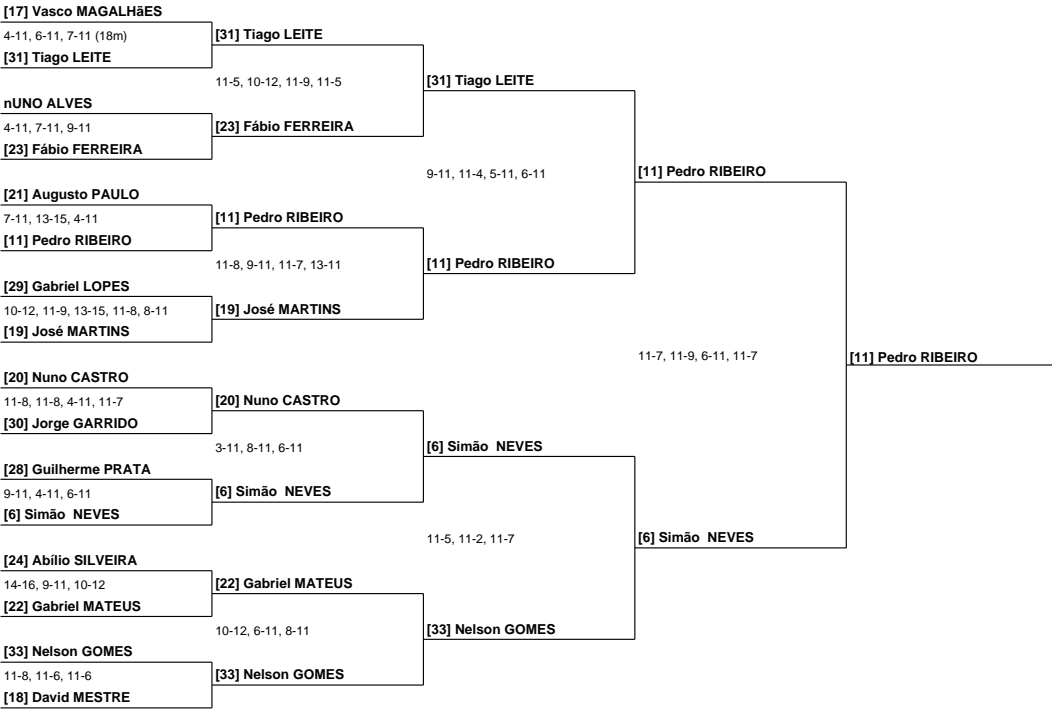 [17] Vasco MAGALHãES
4-11, 6-11, 7-11 (18m)
[31] Tiago LEITE
[31] Tiago LEITE
11-5, 10-12, 11-9, 11-5
[31] Tiago LEITE
nUNO ALVES
4-11, 7-11, 9-11
[23] Fábio FERREIRA
[23] Fábio FERREIRA
9-11, 11-4, 5-11, 6-11
[11] Pedro RIBEIRO
[21] Augusto PAULO
7-11, 13-15, 4-11
[11] Pedro RIBEIRO
[11] Pedro RIBEIRO
11-8, 9-11, 11-7, 13-11
[11] Pedro RIBEIRO
[29] Gabriel LOPES
10-12, 11-9, 13-15, 11-8, 8-11
[19] José MARTINS
[19] José MARTINS
11-7, 11-9, 6-11, 11-7
[11] Pedro RIBEIRO
[20] Nuno CASTRO
11-8, 11-8, 4-11, 11-7
[30] Jorge GARRIDO
[20] Nuno CASTRO
3-11, 8-11, 6-11
[6] Simão  NEVES
[28] Guilherme PRATA
9-11, 4-11, 6-11
[6] Simão  NEVES
[6] Simão  NEVES
11-5, 11-2, 11-7
[6] Simão  NEVES
[24] Abílio SILVEIRA
14-16, 9-11, 10-12
[22] Gabriel MATEUS
[22] Gabriel MATEUS
10-12, 6-11, 8-11
[33] Nelson GOMES
[33] Nelson GOMES
11-8, 11-6, 11-6
[18] David MESTRE
[33] Nelson GOMES